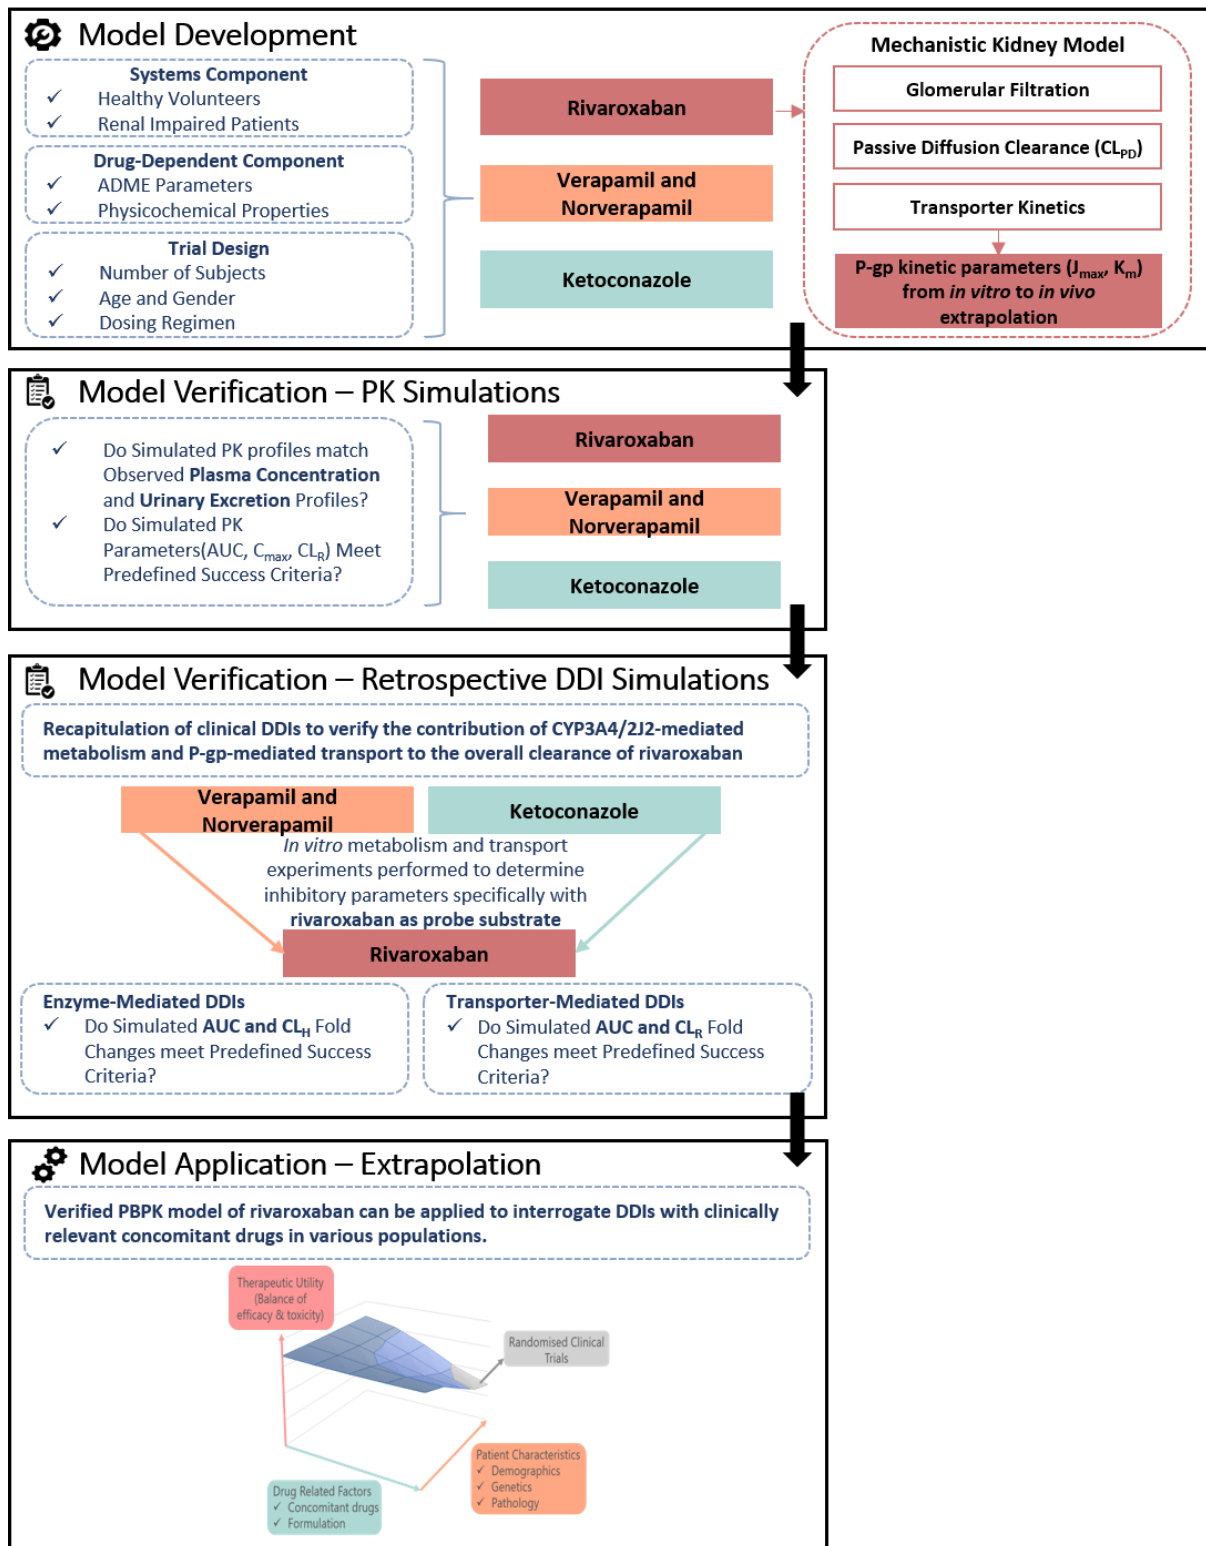 Model Development
Systems Component
✓ Healthy Volunteers
✓ Renal Impaired Patients
Drug-Dependent Component
✓ ADME Parameters
✓ Physicochemical Properties
Trial Design
✓ Number of Subjects
✓ Age and Gender
✓ Dosing Regimen
Rivaroxaban
Verapamil and
Norverapamil
Ketoconazole
Mechanistic Kidney Model
Glomerular Filtration
Passive Diffusion Clearance (CLPD)
Transporter Kinetics
P-gp kinetic parameters (Jmax, Km)
from in vitro to in vivo
extrapolation
Model Verification – PK Simulations
✓ Do Simulated PK profiles match
Observed Plasma Concentration
and Urinary Excretion Profiles?
✓ Do Simulated PK
Parameters(AUC, Cmax, CLR) Meet
Predefined Success Criteria?
Rivaroxaban
Verapamil and
Norverapamil
Ketoconazole
Model Verification – Retrospective DDI Simulations
Recapitulation of clinical DDIs to verify the contribution of CYP3A4/2J2-mediated
metabolism and P-gp-mediated transport to the overall clearance of rivaroxaban
Verapamil and
Norverapamil
Ketoconazole
In vitro metabolism and transport
experiments performed to determine
inhibitory parameters specifically with
rivaroxaban as probe substrate
Rivaroxaban
Enzyme-Mediated DDIs
✓ Do Simulated AUC and CLH Fold
Changes meet Predefined Success
Criteria?
Transporter-Mediated DDIs
✓ Do Simulated AUC and CLR Fold
Changes meet Predefined Success
Criteria?
Model Application – Extrapolation
Verified PBPK model of rivaroxaban can be applied to interrogate DDIs with clinically
relevant concomitant drugs in various populations.
Therapeutic Utility
(Balance of
efficacy & toxicity)
Randomised Clinical
Trials
Patient Characteristics
✓ Demographics
✓ Genetics
✓ Pathology
Drug Related Factors
✓ Concomitant drugs
✓ Formulation